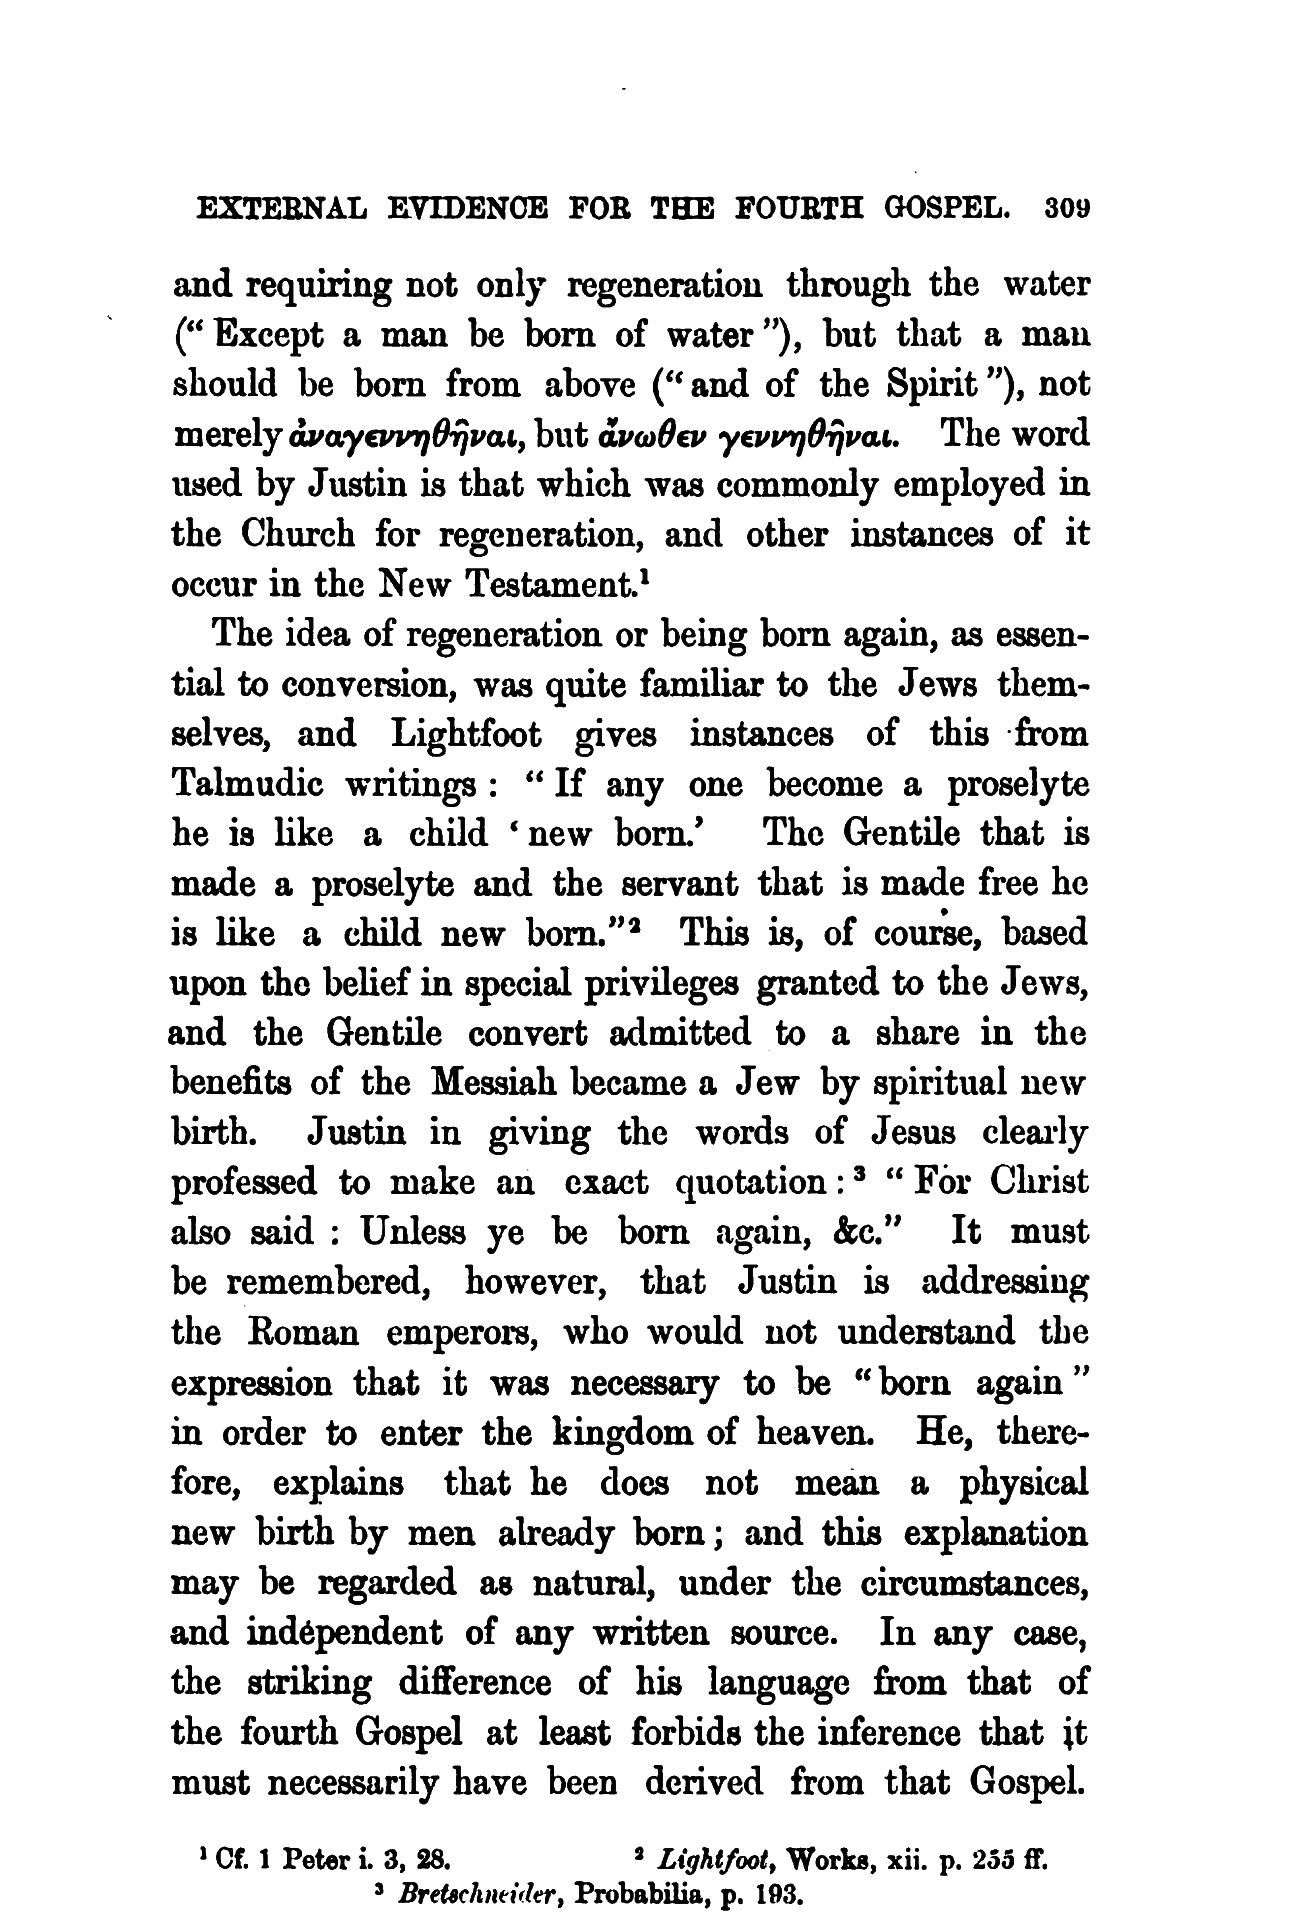 EXTERNAL EVIDENCE FOR THE FOURTH GOSPEL. 309
and requiring not only regeneration through the water
(“Except a man be born of water”), but that a man
should be born from above (“and of the Spirit”), not
merely ἀναγεννηθῆναι, but ἄνωθεν γεννηθῆναι. The word
used by Justin is that which was commonly employed in
the Church for regeneration, and other instances of it
occur in the New Testament.¹
The idea of regeneration or being born again, as essen-
tial to conversion, was quite familiar to the Jews them-
selves, and Lightfoot gives instances of this from
Talmudic writings : “If any one become a proselyte
he is like a child ‘new born.’ The Gentile that is
made a proselyte and the servant that is made free he
is like a child new born.”² This is, of course, based
upon the belief in special privileges granted to the Jews,
and the Gentile convert admitted to a share in the
benefits of the Messiah became a Jew by spiritual new
birth. Justin in giving the words of Jesus clearly
professed to make an exact quotation :³ “For Christ
also said : Unless ye be born again, &c.” It must
be remembered, however, that Justin is addressing
the Roman emperors, who would not understand the
expression that it was necessary to be “born again”
in order to enter the kingdom of heaven. He, there-
fore, explains that he does not mean a physical
new birth by men already born ; and this explanation
may be regarded as natural, under the circumstances,
and independent of any written source. In any case,
the striking difference of his language from that of
the fourth Gospel at least forbids the inference that it
must necessarily have been derived from that Gospel.
¹ Cf. 1 Peter i. 3, 28. ² Lightfoot, Works, xii. p. 255 ff.
³ Bretschneider, Probabilia, p. 193.